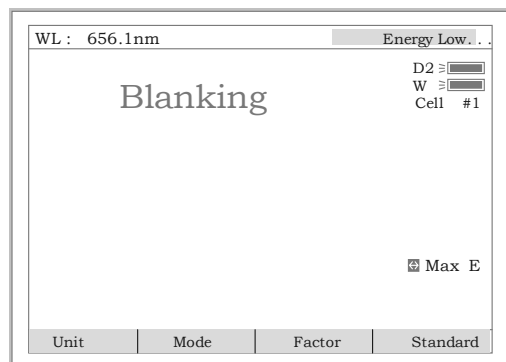 WL : 656.1nm Energy Low. . .
D2
W
Blanking
Cell #1
Max E
Unit Mode Factor Standard